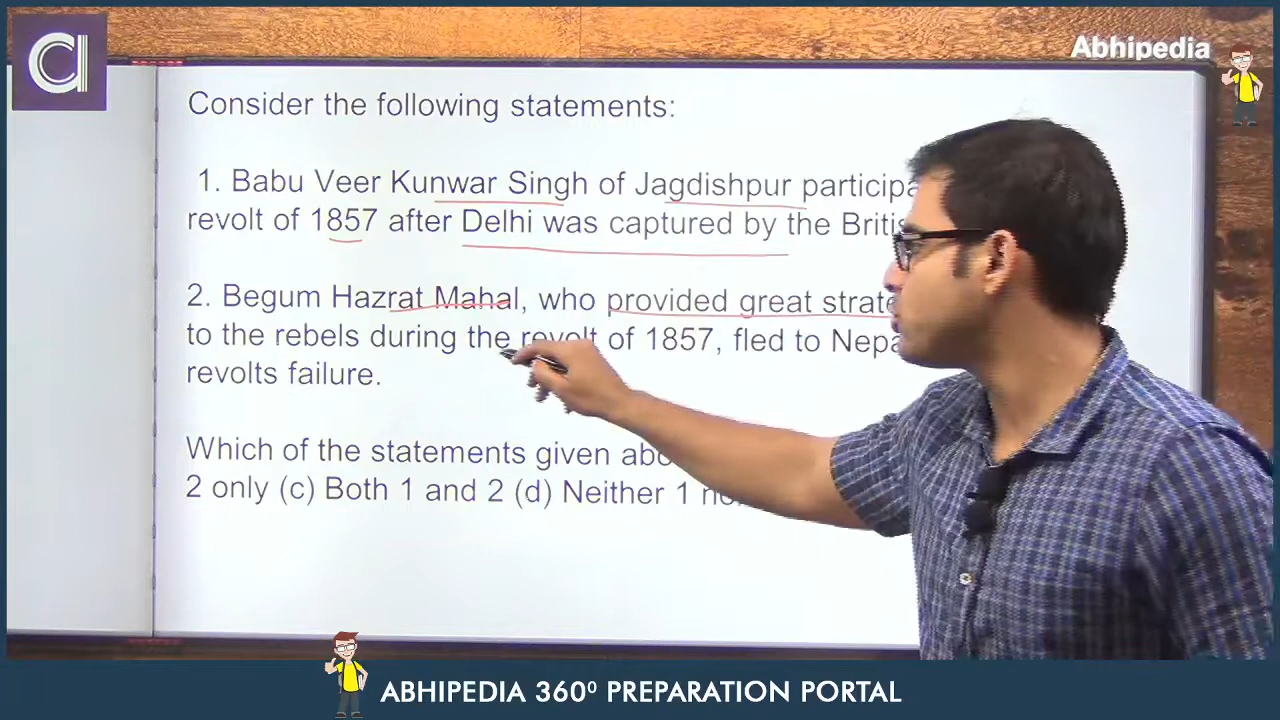 Abhipedia
Consider the following statements:
1. Babu Veer Kunwar Singh of Jagdishpur participa
revolt of 1857 after Delhi was captured by the Britis
2. Begum Hazrat Mahal, who provided great strate
to the rebels during the revolt of 1857, fled to Nepa
revolts failure.
Which of the statements given abo
2 only (c) Both 1 and 2 (d) Neither 1 no
ABHIPEDIA 360⁰ PREPARATION PORTAL